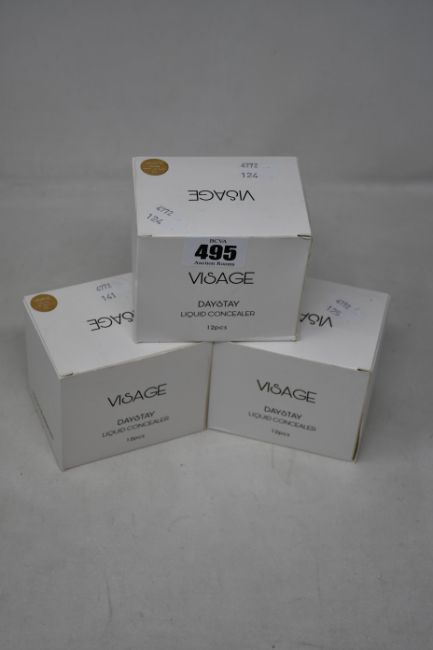 4772
124
VISAGE
4772
124
BCVA
495
Auction Rooms
VISAGE
DAYSTAY
LIQUID CONCEALER
12pcs
4772
141
VISAGE
VISAGE
DAYSTAY
LIQUID CONCEALER
12pcs
4772
125
VISAGE
VISAGE
DAYSTAY
LIQUID CONCEALER
12pcs